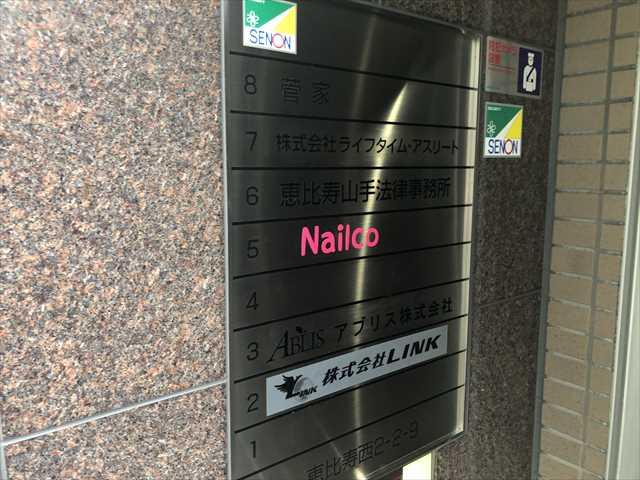 SENON
8 菅家
7 株式会社ライフタイム・アスリート
6 恵比寿山手法律事務所
5 Nailco
4
3 ABLIS アブリス株式会社
2 LINK 株式会社LINK
1
恵比寿西2-2-9
SENON